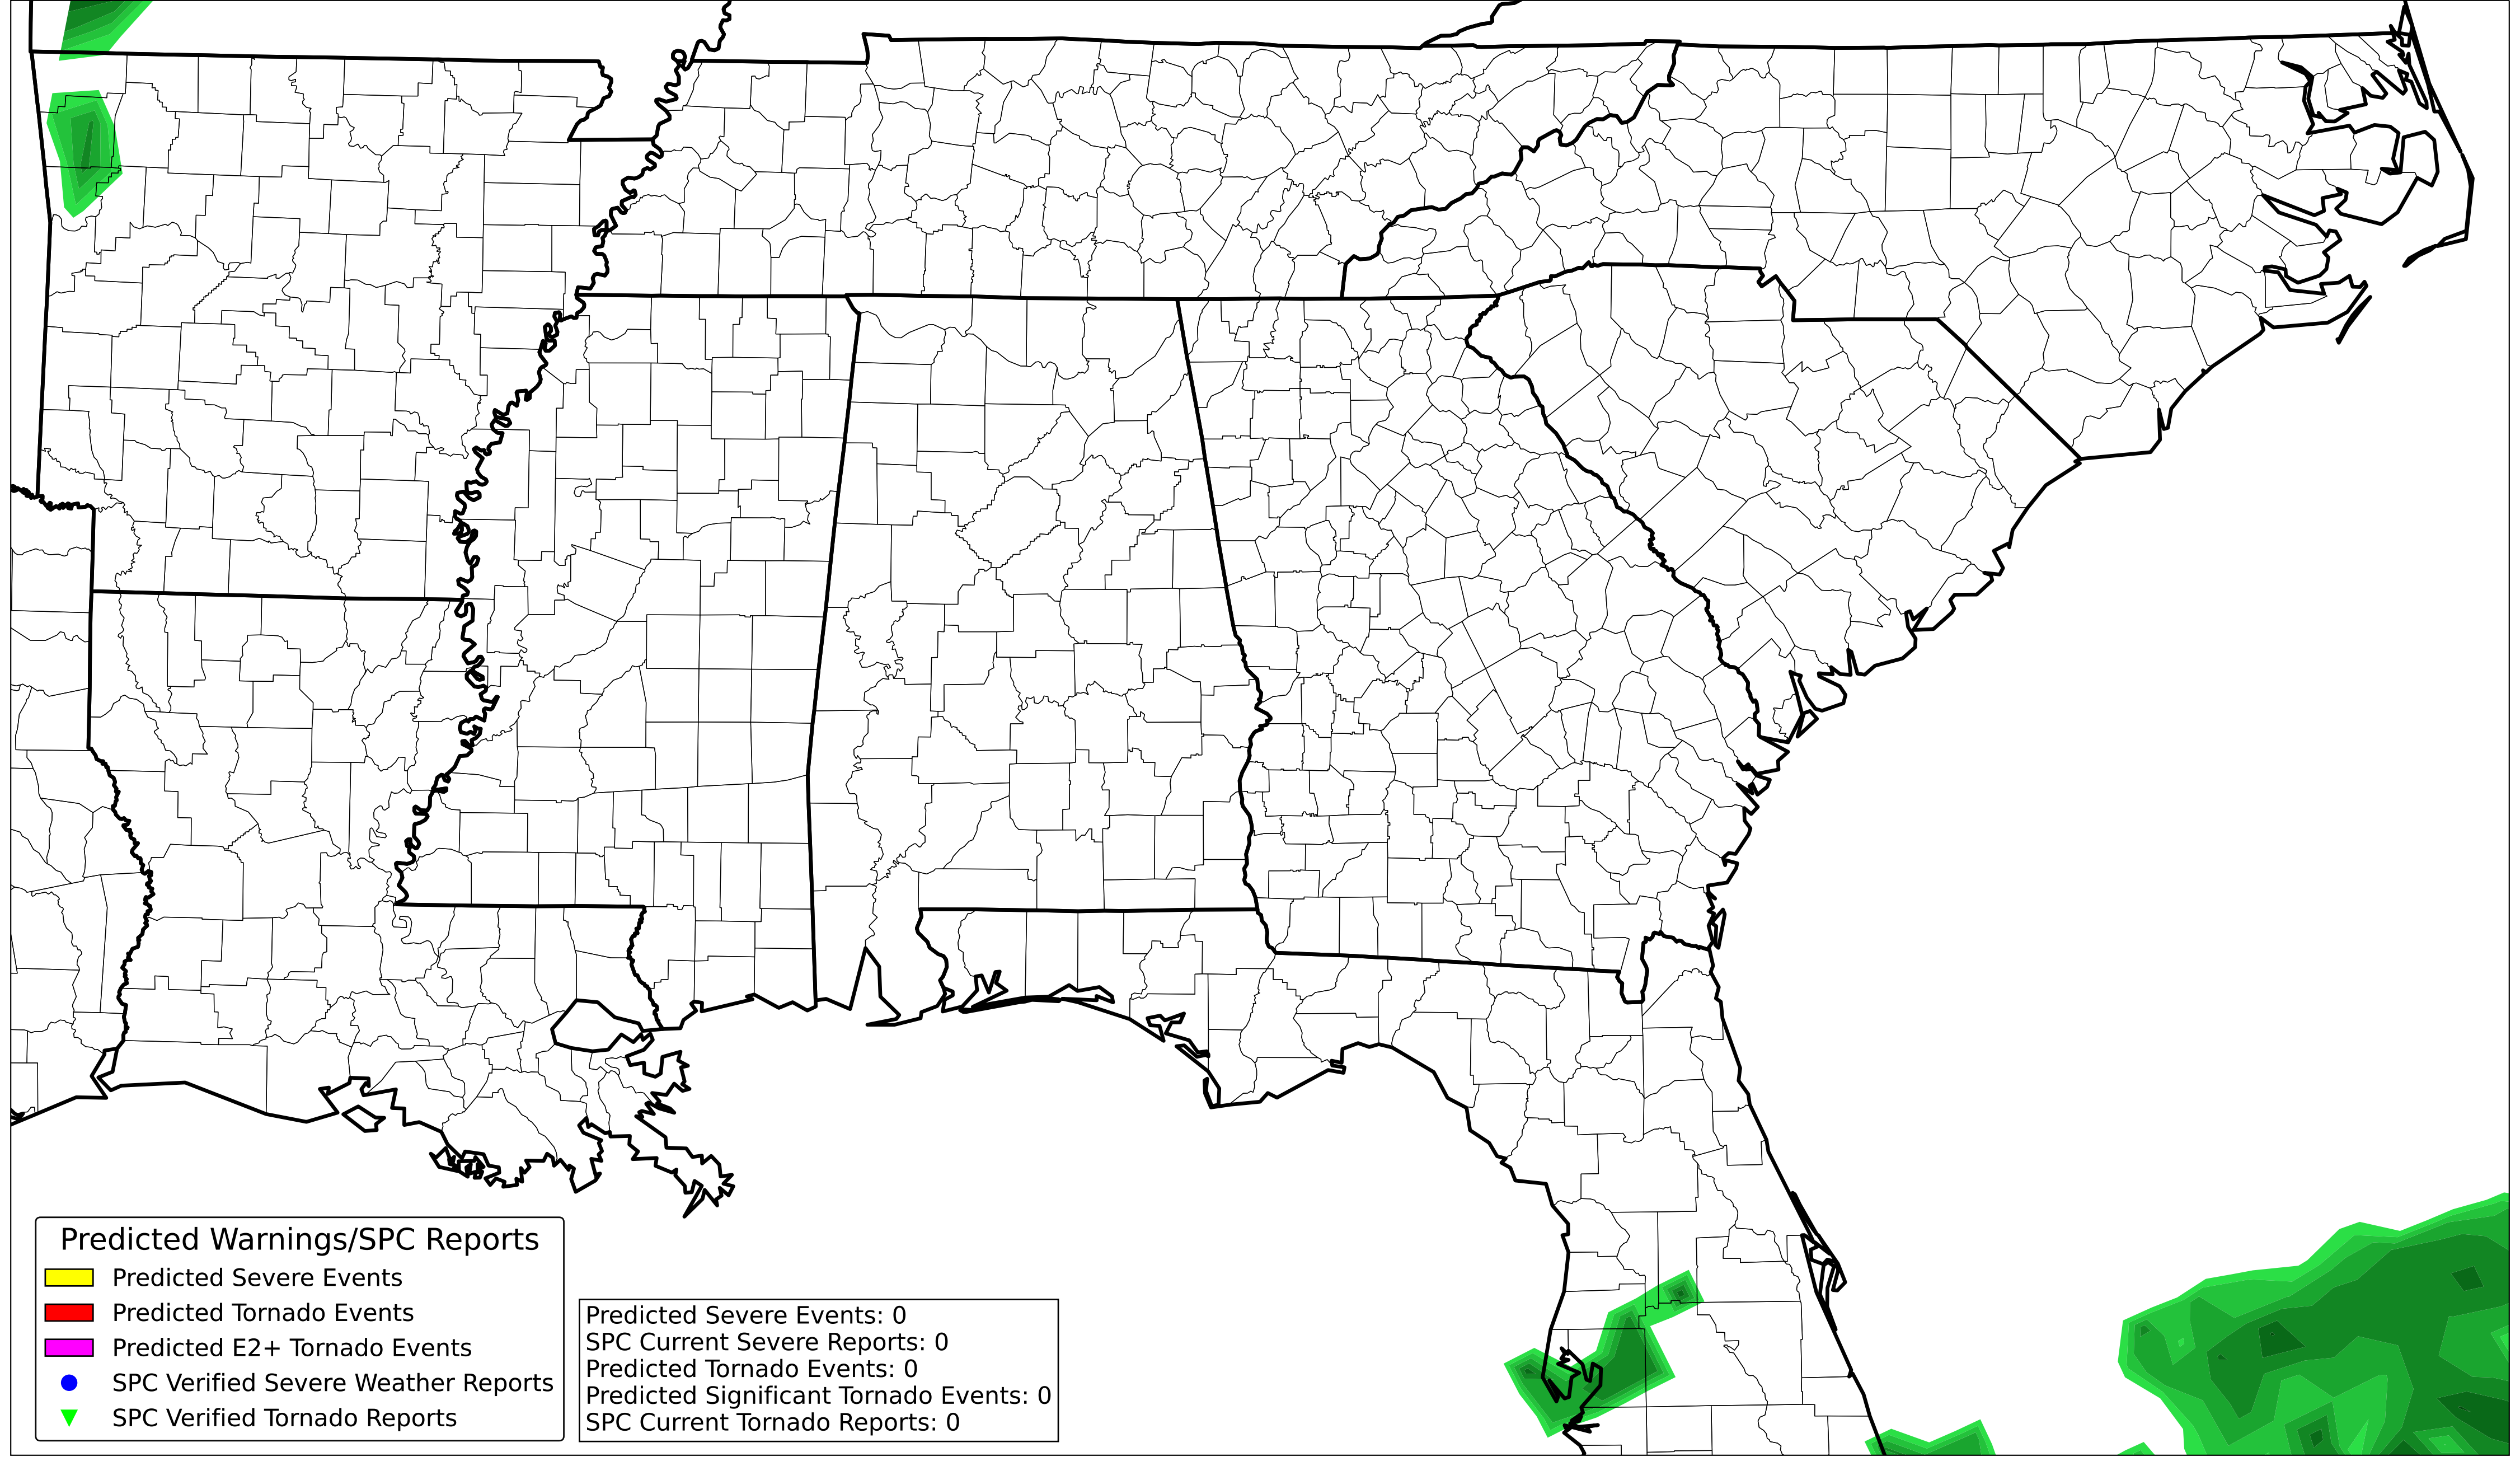 Predicted Warnings/SPC Reports
Predicted Severe Events
Predicted Tornado Events
Predicted E2+ Tornado Events
SPC Verified Severe Weather Reports
SPC Verified Tornado Reports
Predicted Severe Events: 0
SPC Current Severe Reports: 0
Predicted Tornado Events: 0
Predicted Significant Tornado Events: 0
SPC Current Tornado Reports: 0